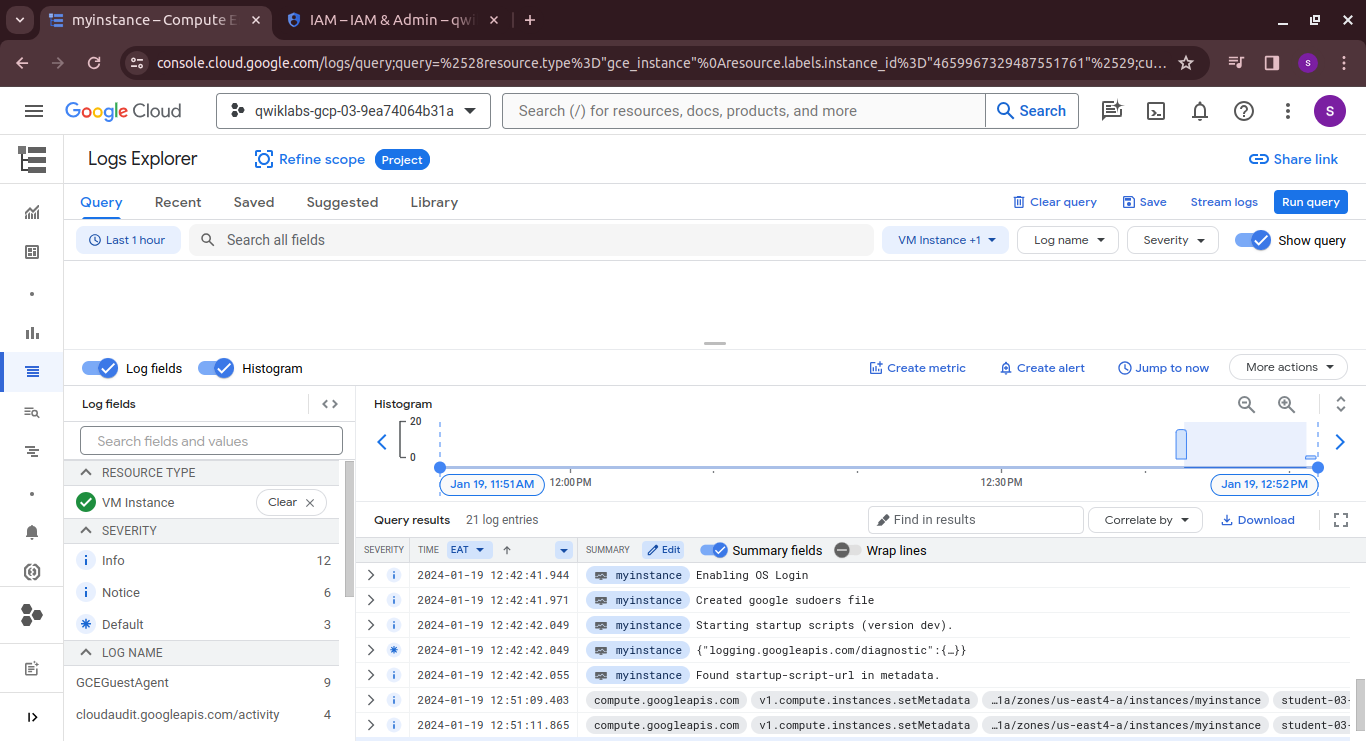 myinstance – Compute E
IAM – IAM & Admin – qwi
console.cloud.google.com/logs/query;query=%2528resource.type%3D"gce_instance"%0Aresource.labels.instance_id%3D"4659967329487551761"%2529;cu...
S
Google Cloud
qwiklabs-gcp-03-9ea74064b31a
Search (/) for resources, docs, products, and more
Search
S
Logs Explorer
Refine scope
Project
Share link
Query
Recent
Saved
Suggested
Library
Clear query
Save
Stream logs
Run query
Last 1 hour
Search all fields
VM Instance +1
Log name
Severity
Show query
Log fields
Histogram
Create metric
Create alert
Jump to now
More actions
Log fields
Search fields and values
RESOURCE TYPE
VM Instance
Clear
SEVERITY
Info 12
Notice 6
Default 3
LOG NAME
GCEGuestAgent 9
cloudaudit.googleapis.com/activity 4
Histogram
20
0
Jan 19, 11:51 AM
12:00 PM
12:30 PM
Jan 19, 12:52 PM
Query results
21 log entries
Find in results
Correlate by
Download
SEVERITY TIME EAT SUMMARY Edit Summary fields Wrap lines
2024-01-19 12:42:41.944 myinstance Enabling OS Login
2024-01-19 12:42:41.971 myinstance Created google sudoers file
2024-01-19 12:42:42.049 myinstance Starting startup scripts (version dev).
2024-01-19 12:42:42.049 myinstance {"logging.googleapis.com/diagnostic":{…}}
2024-01-19 12:42:42.055 myinstance Found startup-script-url in metadata.
2024-01-19 12:51:09.403 compute.googleapis.com v1.compute.instances.setMetadata …1a/zones/us-east4-a/instances/myinstance student-03-
2024-01-19 12:51:11.865 compute.googleapis.com v1.compute.instances.setMetadata …1a/zones/us-east4-a/instances/myinstance student-03-